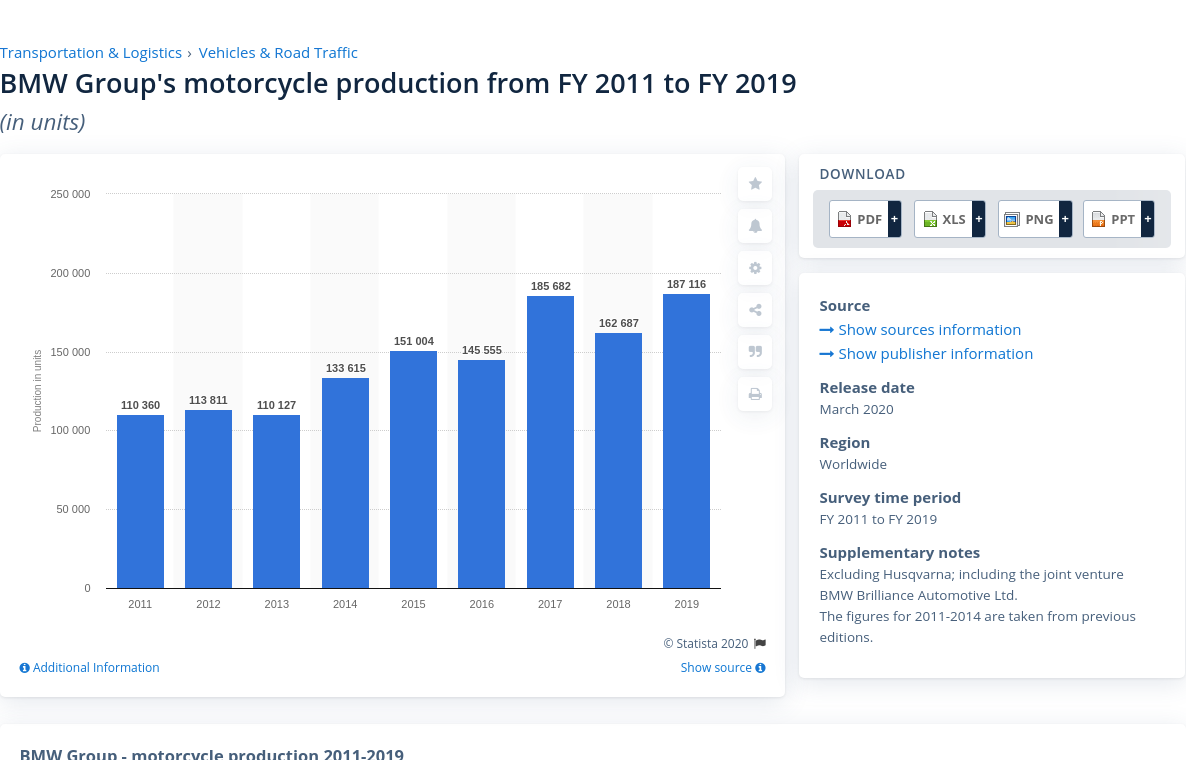 Transportation & Logistics › Vehicles & Road Traffic
BMW Group's motorcycle production from FY 2011 to FY 2019
(in units)
250 000
200 000
150 000
100 000
50 000
0
Production in units
110 360
113 811
110 127
133 615
151 004
145 555
185 682
162 687
187 116
2011
2012
2013
2014
2015
2016
2017
2018
2019
© Statista 2020
Additional Information
Show source
DOWNLOAD
PDF +
XLS +
PNG +
PPT +
Source
Show sources information
Show publisher information
Release date
March 2020
Region
Worldwide
Survey time period
FY 2011 to FY 2019
Supplementary notes
Excluding Husqvarna; including the joint venture
BMW Brilliance Automotive Ltd.
The figures for 2011-2014 are taken from previous
editions.
BMW Group - motorcycle production 2011-2019